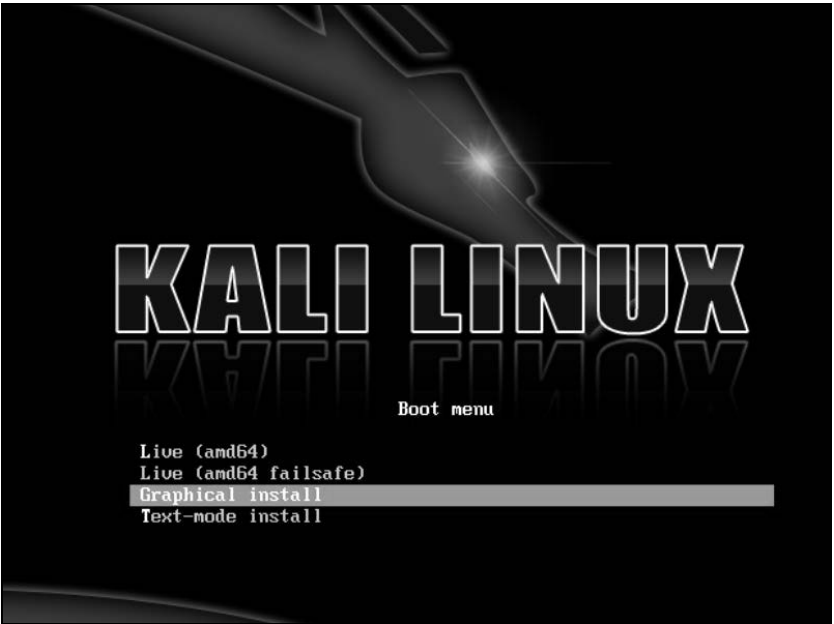 KALI LINUX
Boot menu
Live (amd64)
Live (amd64 failsafe)
Graphical install
Text-mode install